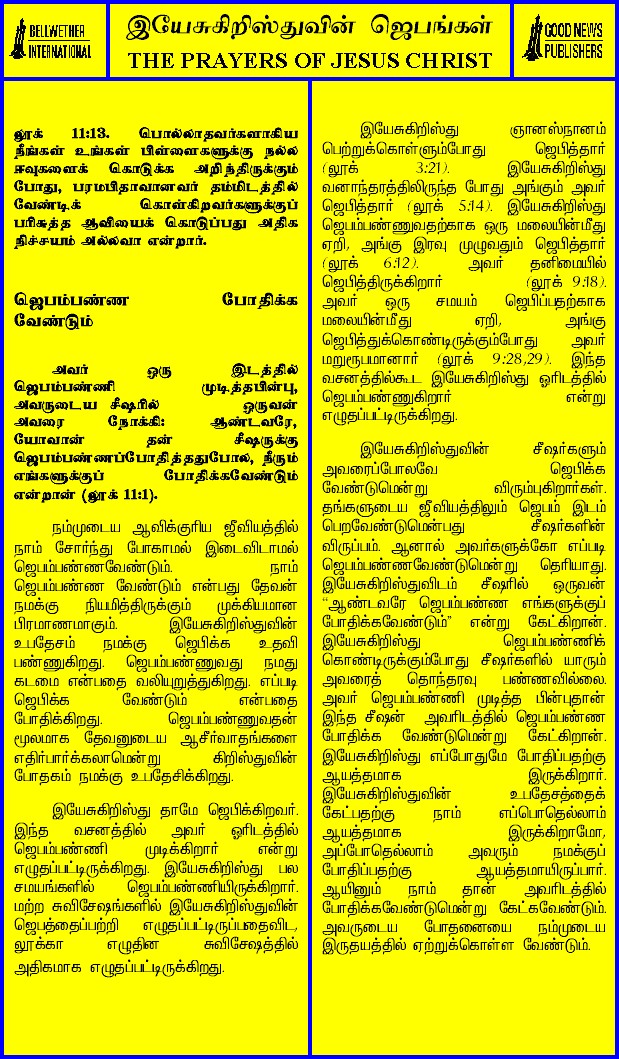 BELLWETHER
INTERNATIONAL
இயேசுகிறிஸ்துவின் ஜெபங்கள்
THE PRAYERS OF JESUS CHRIST
GOOD NEWS
PUBLISHERS
லூக் 11:13. பொல்லாதவர்களாகிய
நீங்கள் உங்கள் பிள்ளைகளுக்கு நல்ல
ஈவுகளைக் கொடுக்க அறிந்திருக்கும்
போது, பரமபிதாவானவர் தம்மிடத்தில்
வேண்டிக் கொள்கிறவர்களுக்குப்
பரிசுத்த ஆவியைக் கொடுப்பது அதிக
நிச்சயம் அல்லவா என்றார்.
ஜெபம்பண்ண போதிக்க
வேண்டும்
அவர் ஒரு இடத்தில்
ஜெபம்பண்ணி முடித்தபின்பு,
அவருடைய சீஷரில் ஒருவன்
அவரை நோக்கி: ஆண்டவரே,
யோவான் தன் சீஷருக்கு
ஜெபம்பண்ணப்போதித்ததுபோல, நீரும்
எங்களுக்குப் போதிக்கவேண்டும்
என்றான் (லூக் 11:1).
நம்முடைய ஆவிக்குரிய ஜீவியத்தில்
நாம் சோர்ந்து போகாமல் இடைவிடாமல்
ஜெபம்பண்ணவேண்டும். நாம்
ஜெபம்பண்ண வேண்டும் என்பது தேவன்
நமக்கு நியமித்திருக்கும் முக்கியமான
பிரமாணமாகும். இயேசுகிறிஸ்துவின்
உபதேசம் நமக்கு ஜெபிக்க உதவி
பண்ணுகிறது. ஜெபம்பண்ணுவது நமது
கடமை என்பதை வலியுறுத்துகிறது. எப்படி
ஜெபிக்க வேண்டும் என்பதை
போதிக்கிறது. ஜெபம்பண்ணுவதன்
மூலமாக தேவனுடைய ஆசீர்வாதங்களை
எதிர்பார்க்கலாமென்று கிறிஸ்துவின்
போதகம் நமக்கு உபதேசிக்கிறது.
இயேசுகிறிஸ்து தாமே ஜெபிக்கிறவர்.
இந்த வசனத்தில் அவர் ஓரிடத்தில்
ஜெபம்பண்ணி முடிக்கிறார் என்று
எழுதப்பட்டிருக்கிறது. இயேசுகிறிஸ்து பல
சமயங்களில் ஜெபம்பண்ணியிருக்கிறார்.
மற்ற சுவிசேஷங்களில் இயேசுகிறிஸ்துவின்
ஜெபத்தைப்பற்றி எழுதப்பட்டிருப்பதைவிட,
லூக்கா எழுதின சுவிசேஷத்தில்
அதிகமாக எழுதப்பட்டிருக்கிறது.
இயேசுகிறிஸ்து ஞானஸ்நானம்
பெற்றுக்கொள்ளும்போது ஜெபித்தார்
(லூக் 3:21). இயேசுகிறிஸ்து
வனாந்தரத்திலிருந்த போது அங்கும் அவர்
ஜெபித்தார் (லூக் 5:14). இயேசுகிறிஸ்து
ஜெபம்பண்ணுவதற்காக ஒரு மலையின்மீது
ஏறி, அங்கு இரவு முழுவதும் ஜெபித்தார்
(லூக் 6:12). அவர் தனிமையில்
ஜெபித்திருக்கிறார் (லூக் 9:18).
அவர் ஒரு சமயம் ஜெபிப்பதற்காக
மலையின்மீது ஏறி, அங்கு
ஜெபித்துக்கொண்டிருக்கும்போது அவர்
மறுரூபமானார் (லூக் 9:28,29). இந்த
வசனத்தில்கூட இயேசுகிறிஸ்து ஓரிடத்தில்
ஜெபம்பண்ணுகிறார் என்று
எழுதப்பட்டிருக்கிறது.
இயேசுகிறிஸ்துவின் சீஷர்களும்
அவரைப்போலவே ஜெபிக்க
வேண்டுமென்று விரும்புகிறார்கள்.
தங்களுடைய ஜீவியத்திலும் ஜெபம் இடம்
பெறவேண்டுமென்பது சீஷர்களின்
விருப்பம். ஆனால் அவர்களுக்கோ எப்படி
ஜெபம்பண்ணவேண்டுமென்று தெரியாது.
இயேசுகிறிஸ்துவிடம் சீஷரில் ஒருவன்
“ஆண்டவரே ஜெபம்பண்ண எங்களுக்குப்
போதிக்கவேண்டும்” என்று கேட்கிறான்.
இயேசுகிறிஸ்து ஜெபம்பண்ணிக்
கொண்டிருக்கும்போது சீஷர்களில் யாரும்
அவரைத் தொந்தரவு பண்ணவில்லை.
அவர் ஜெபம்பண்ணி முடித்த பின்புதான்
இந்த சீஷன் அவரிடத்தில் ஜெபம்பண்ண
போதிக்க வேண்டுமென்று கேட்கிறான்.
இயேசுகிறிஸ்து எப்போதுமே போதிப்பதற்கு
ஆயத்தமாக இருக்கிறார்.
இயேசுகிறிஸ்துவின் உபதேசத்தைக்
கேட்பதற்கு நாம் எப்பொதெல்லாம்
ஆயத்தமாக இருக்கிறாமோ,
அப்போதெல்லாம் அவரும் நமக்குப்
போதிப்பதற்கு ஆயத்தமாயிருப்பார்.
ஆயினும் நாம் தான் அவரிடத்தில்
போதிக்கவேண்டுமென்று கேட்கவேண்டும்.
அவருடைய போதனையை நம்முடைய
இருதயத்தில் ஏற்றுக்கொள்ள வேண்டும்.